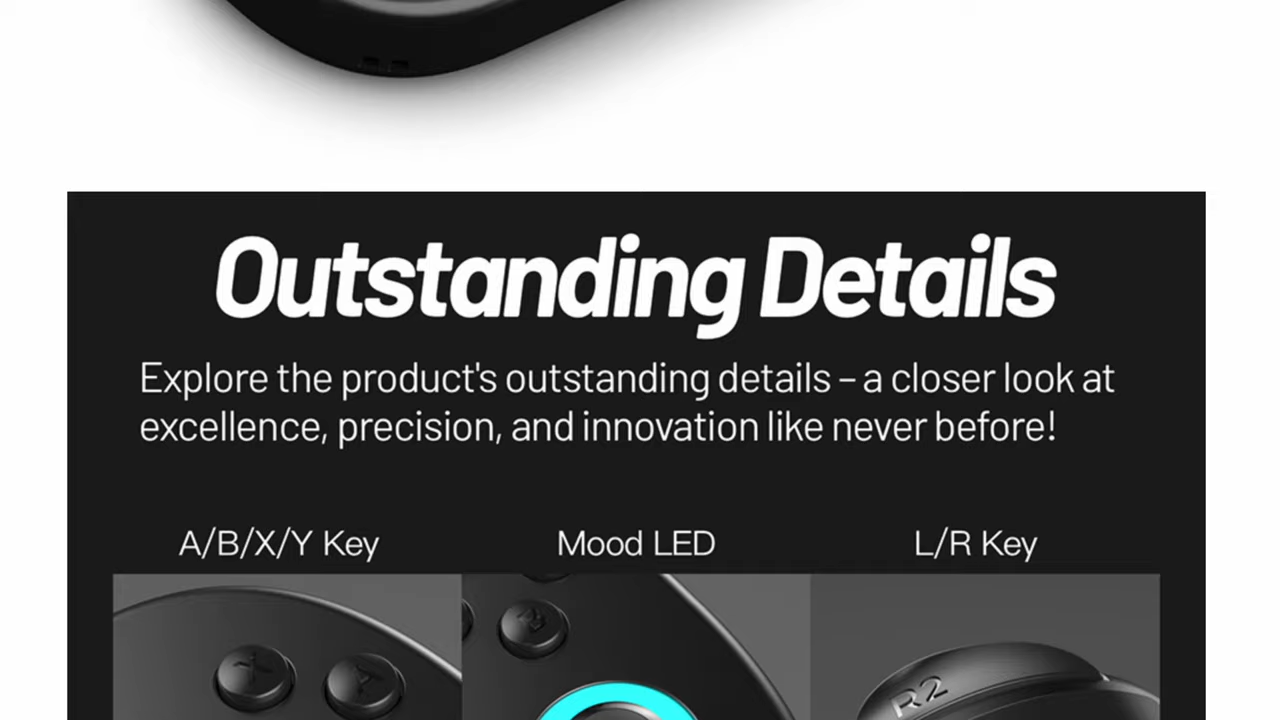 Outstanding Details
Explore the product's outstanding details – a closer look at
excellence, precision, and innovation like never before!
A/B/X/Y Key
Mood LED
L/R Key
B
X
A
R2